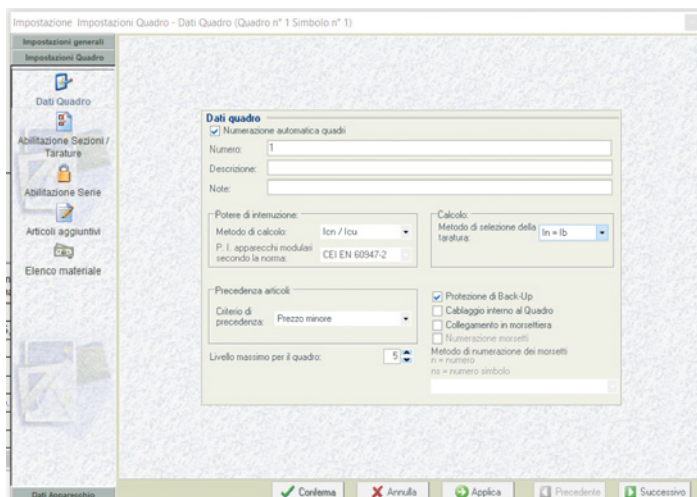 Impostazione Impostazioni Quadro - Dati Quadro (Quadro n° 1 Simbolo n° 1)
Impostazioni generali
Impostazioni Quadro
Dati Quadro
Abilitazione Sezioni /
Tarature
Abilitazione Serie
Articoli aggiuntivi
Elenco materiale
Dati Apparecchio
Dati quadro
Numerazione automatica quadri
Numero: 1
Descrizione:
Note:
Potere di interruzione:
Metodo di calcolo: Icn / Icu
P. I. apparecchi modulari
secondo la norma: CEI EN 60947-2
Calcolo:
Metodo di selezione della
taratura: In = Ib
Precedenza articoli:
Criterio di
precedenza: Prezzo minore
Livello massimo per il quadro: 5
Protezione di Back-Up
Cablaggio interno al Quadro
Collegamento in morsettiera
Numerazione morsetti
Metodo di numerazione dei morsetti
n = numero
ns = numero simbolo
Conferma
Annulla
Applica
Precedente
Successivo